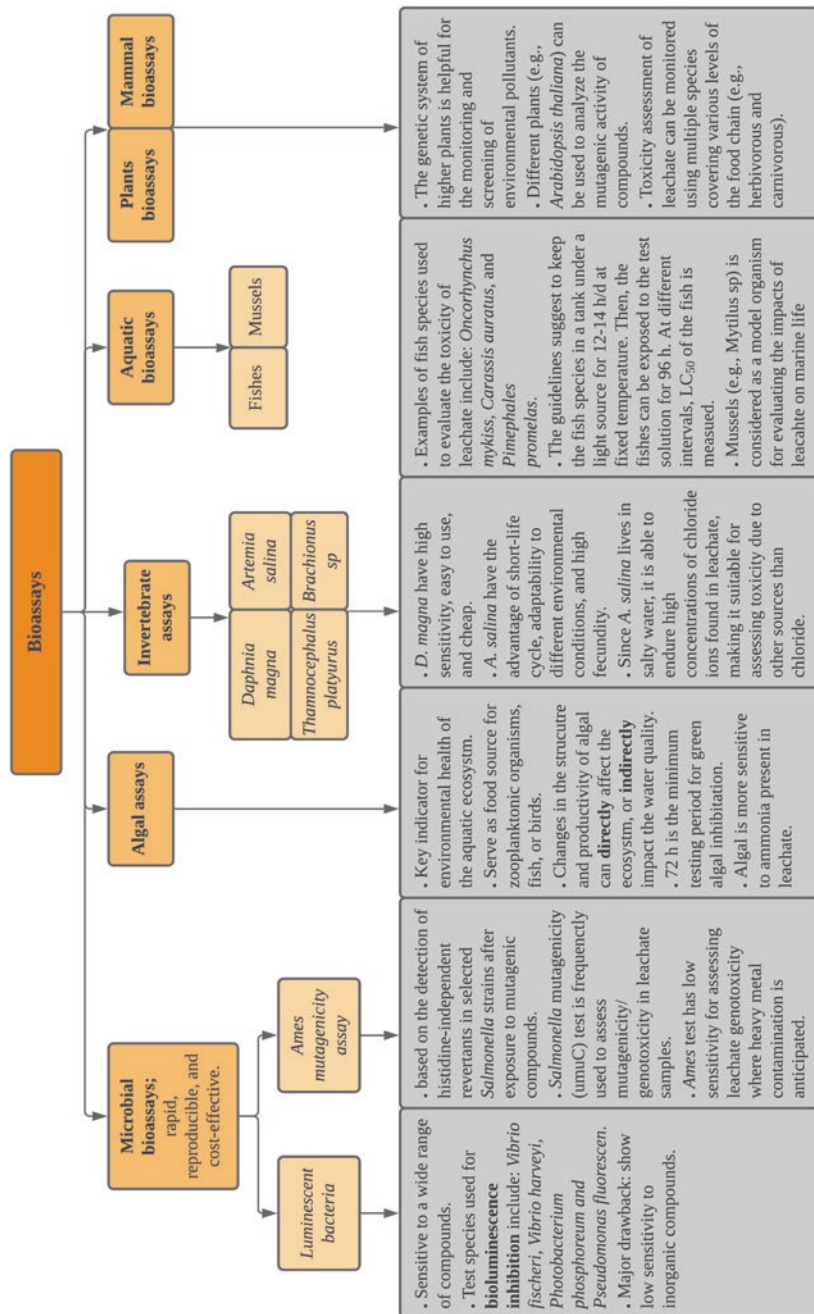 Bioassays
Microbial
bioassays;
rapid,
reproducible, and
cost-effective.
Algal assays
Invertebrate
assays
Aquatic
bioassays
Plants
bioassays
Mammal
bioassays
Luminescent
bacteria
Ames
mutagenicity
assay
Daphnia
magna
Artemia
salina
Thamnocephalus
platyurus
Brachionus
sp
Fishes
Mussels
• Sensitive to a wide range
of compounds.
• Test species used for
bioluminescence
inhibition include: Vibrio
fischeri, Vibrio harveyi,
Photobacterium
phosphoreum and
Pseudomonas fluorescen.
• Major drawback: show
low sensitivity to
inorganic compounds.
• based on the detection of
histidine-independent
revertants in selected
Salmonella strains after
exposure to mutagenic
compounds.
• Salmonella mutagenicity
(umuC) test is frequently
used to assess
mutagenicity/
genotoxicity in leachate
samples.
• Ames test has low
sensitivity for assessing
leachate genotoxicity
where heavy metal
contamination is
anticipated.
• Key indicator for
environmental health of
the aquatic ecosystm.
• Serve as food source for
zooplanktonic organisms,
fish, or birds.
• Changes in the strucutre
and productivity of algal
can directly affect the
ecosystm, or indirectly
impact the water quality.
• 72 h is the minimum
testing period for green
algal inhibitation.
• Algal is more sensitive
to ammonia present in
leachate.
• D. magna have high
sensitivity, easy to use,
and cheap.
• A. salina have the
advantage of short-life
cycle, adaptability to
different environmental
conditions, and high
fecundity.
• Since A. salina lives in
salty water, it is able to
endure high
concentrations of chloride
ions found in leachate,
making it suitable for
assessing toxicity due to
other sources than
chloride.
• Examples of fish species used
to evaluate the toxicity of
leachate include: Oncorhynchus
mykiss, Carassis auratus, and
Pimephales
promelas.
• The guidelines suggest to keep
the fish species in a tank under a
light source for 12-14 h/d at
fixed temperature. Then, the
fishes can be exposed to the test
solution for 96 h. At different
intervals, LC50 of the fish is
measued.
• Mussels (e.g., Mytilus sp) is
considered as a model organism
for evaluating the impacts of
leacahte on marine life
• The genetic system of
higher plants is helpful for
the monitoring and
screening of
environmental pollutants.
• Different plants (e.g.,
Arabidopsis thaliana) can
be used to analyze the
mutagenic activity of
compounds.
• Toxicity assessment of
leachate can be monitored
using multiple species
covering various levels of
the food chain (e.g.,
herbivorous and
carnivorous).